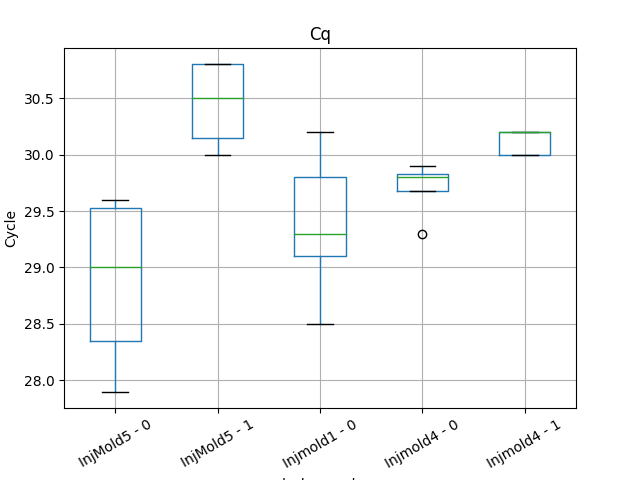 Cq
30.5
30.0
29.5
29.0
28.5
28.0
Cycle
InjMold5 - 0
InjMold5 - 1
Injmold1 - 0
Injmold4 - 0
Injmold4 - 1